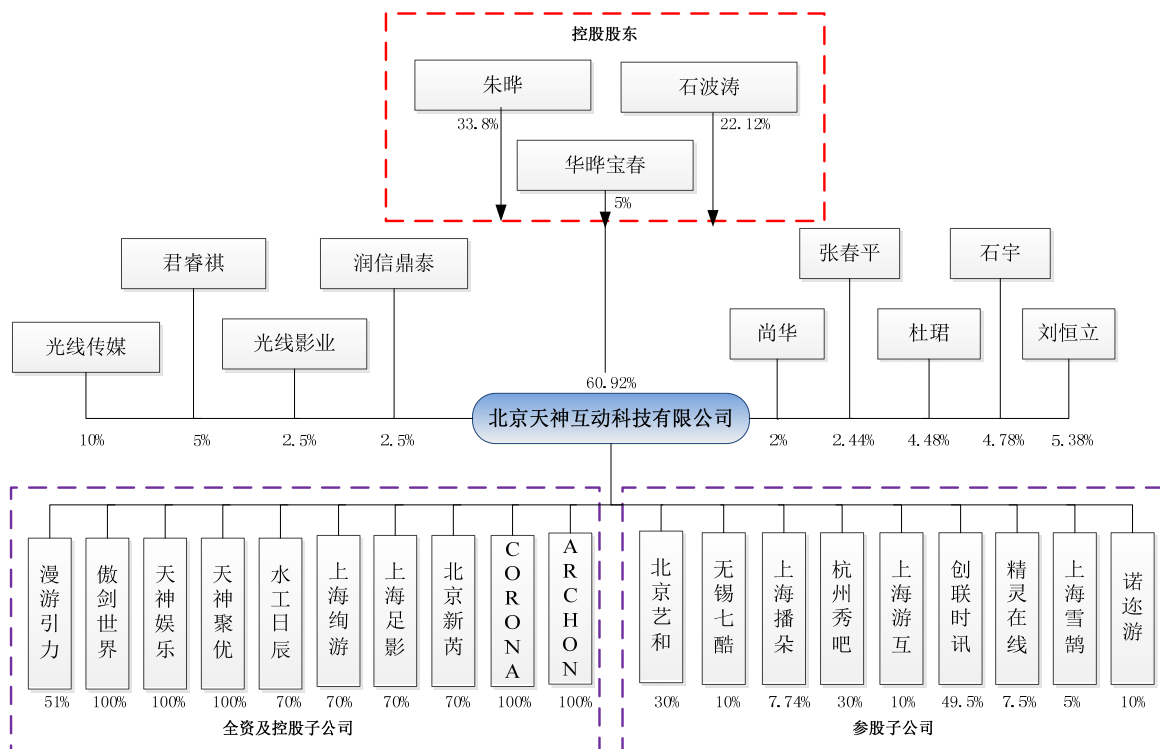 控股股东
朱晔
石波涛
33.8%
22.12%
华晔宝春
5%
君睿祺
润信鼎泰
张春平
石宇
光线传媒
光线影业
尚华
杜珺
刘恒立
60.92%
北京天神互动科技有限公司
10%
5%
2.5%
2.5%
2%
2.44%
4.48%
4.78%
5.38%
漫游引力
傲剑世界
天神娱乐
天神聚优
水工日辰
上海绚游
上海足影
北京新芮
CORONA
ARCHON
北京艺和
无锡七酷
上海播朵
杭州秀吧
上海游互
创联时讯
精灵在线
上海雪鹄
诺迩游
51%
100%
100%
100%
70%
70%
70%
70%
100%
100%
30%
10%
7.74%
30%
10%
49.5%
7.5%
5%
10%
全资及控股子公司
参股子公司